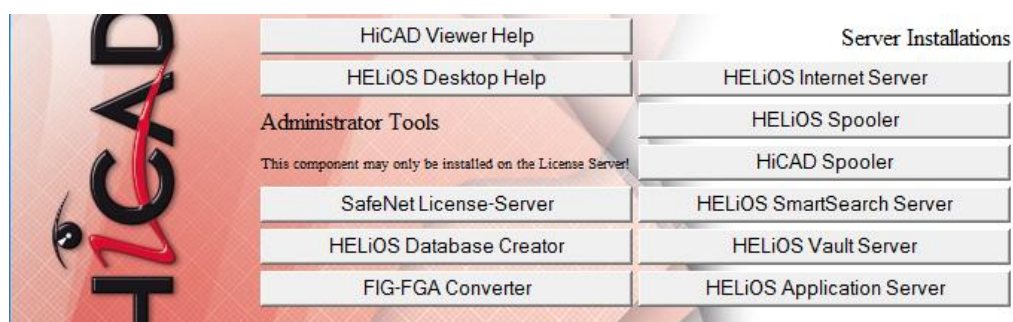 HiCAD
HiCAD Viewer Help
HELiOS Desktop Help
Administrator Tools
This component may only be installed on the License Server!
SafeNet License-Server
HELiOS Database Creator
FIG-FGA Converter
Server Installations
HELiOS Internet Server
HELiOS Spooler
HiCAD Spooler
HELiOS SmartSearch Server
HELiOS Vault Server
HELiOS Application Server